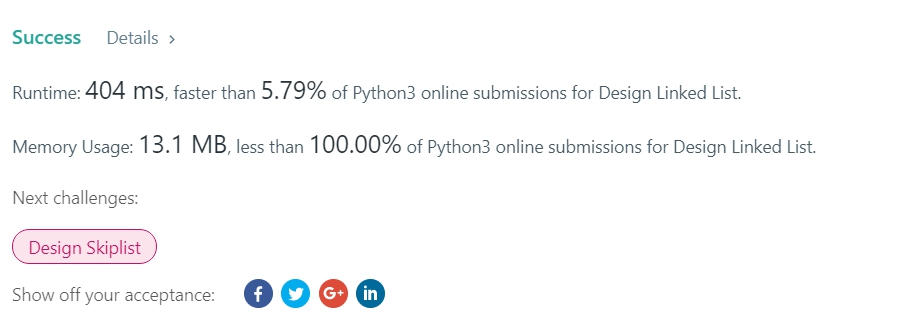 Success Details >
Runtime: 404 ms, faster than 5.79% of Python3 online submissions for Design Linked List.
Memory Usage: 13.1 MB, less than 100.00% of Python3 online submissions for Design Linked List.
Next challenges:
Design Skiplist
Show off your acceptance: f G+ in